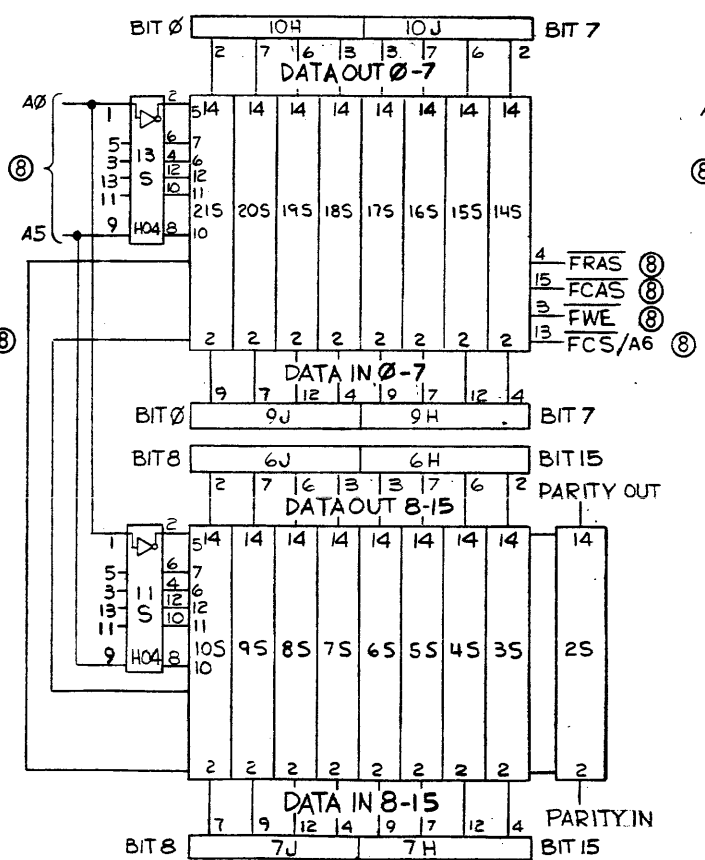 BIT Ø 10H 10J BIT 7
2 7 6 3 3 7 6 2
DATA OUT Ø-7
AØ 1 2 5 14 14 14 14 14 14 14 14
5 6 7
3 13 4 6
⑧ 13 S 12 12 ⑧
11 10 11
21S 20S 19S 18S 17S 16S 15S 14S
A5 9 H04 8 10
4 FRAS ⑧
15 FCAS ⑧
3 FWE ⑧
⑧ 2 2 2 2 2 2 2 2 13 FCS/A6 ⑧
DATA IN Ø-7
9 7 12 4 9 7 12 4
BIT Ø 9J 9H BIT 7
BIT 8 6J 6H BIT 15
2 7 6 3 3 7 6 2 PARITY OUT
DATA OUT 8-15
1 2 5 14 14 14 14 14 14 14 14 14
5 6 7
3 11 4 6
13 S 12 12
11 10 11
10S 9S 8S 7S 6S 5S 4S 3S 2S
9 H04 8 10
2 2 2 2 2 2 2 2 2
DATA IN 8-15 PARITY IN
7 9 12 4 9 7 12 4
BIT 8 7J 7H BIT 15